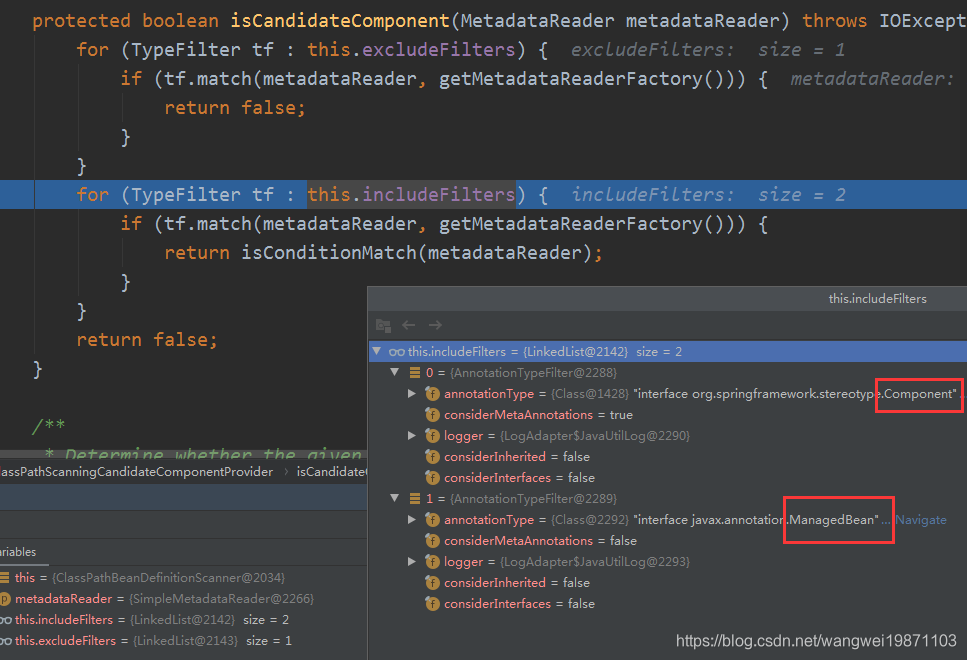 protected boolean isCandidateComponent(MetadataReader metadataReader) throws IOExcept
for (TypeFilter tf : this.excludeFilters) { excludeFilters: size = 1
if (tf.match(metadataReader, getMetadataReaderFactory())) { metadataReader:
return false;
}
}
for (TypeFilter tf : this.includeFilters) { includeFilters: size = 2
if (tf.match(metadataReader, getMetadataReaderFactory())) {
return isConditionMatch(metadataReader);
}
}
return false;
}
/**
* Determine whether the given
assPathScanningCandidateComponentProvider › isCandidate
ariables
this = {ClassPathBeanDefinitionScanner@2034}
p metadataReader = {SimpleMetadataReader@2266}
this.includeFilters = {LinkedList@2142} size = 2
this.excludeFilters = {LinkedList@2143} size = 1
this.includeFilters
this.includeFilters = {LinkedList@2142} size = 2
0 = {AnnotationTypeFilter@2288}
f annotationType = {Class@1428} "interface org.springframework.stereotype.Component" ...
f considerMetaAnnotations = true
f logger = {LogAdapter$JavaUtilLog@2290}
f considerInherited = false
f considerInterfaces = false
1 = {AnnotationTypeFilter@2289}
f annotationType = {Class@2292} "interface javax.annotation.ManagedBean" ... Navigate
f considerMetaAnnotations = false
f logger = {LogAdapter$JavaUtilLog@2293}
f considerInherited = false
f considerInterfaces = false
https://blog.csdn.net/wangwei19871103